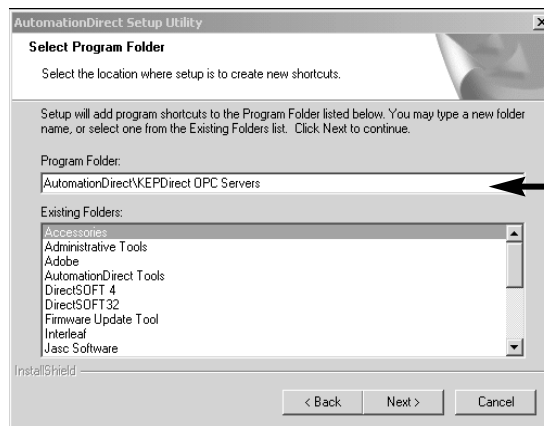 AutomationDirect Setup Utility
Select Program Folder
Select the location where setup is to create new shortcuts.
Setup will add program shortcuts to the Program Folder listed below. You may type a new folder
name, or select one from the Existing Folders list. Click Next to continue.
Program Folder:
AutomationDirect\KEPDirect OPC Servers
Existing Folders:
Accessories
Administrative Tools
Adobe
AutomationDirect Tools
DirectSOFT 4
DirectSOFT32
Firmware Update Tool
Interleaf
Jasc Software
InstallShield
< Back
Next >
Cancel